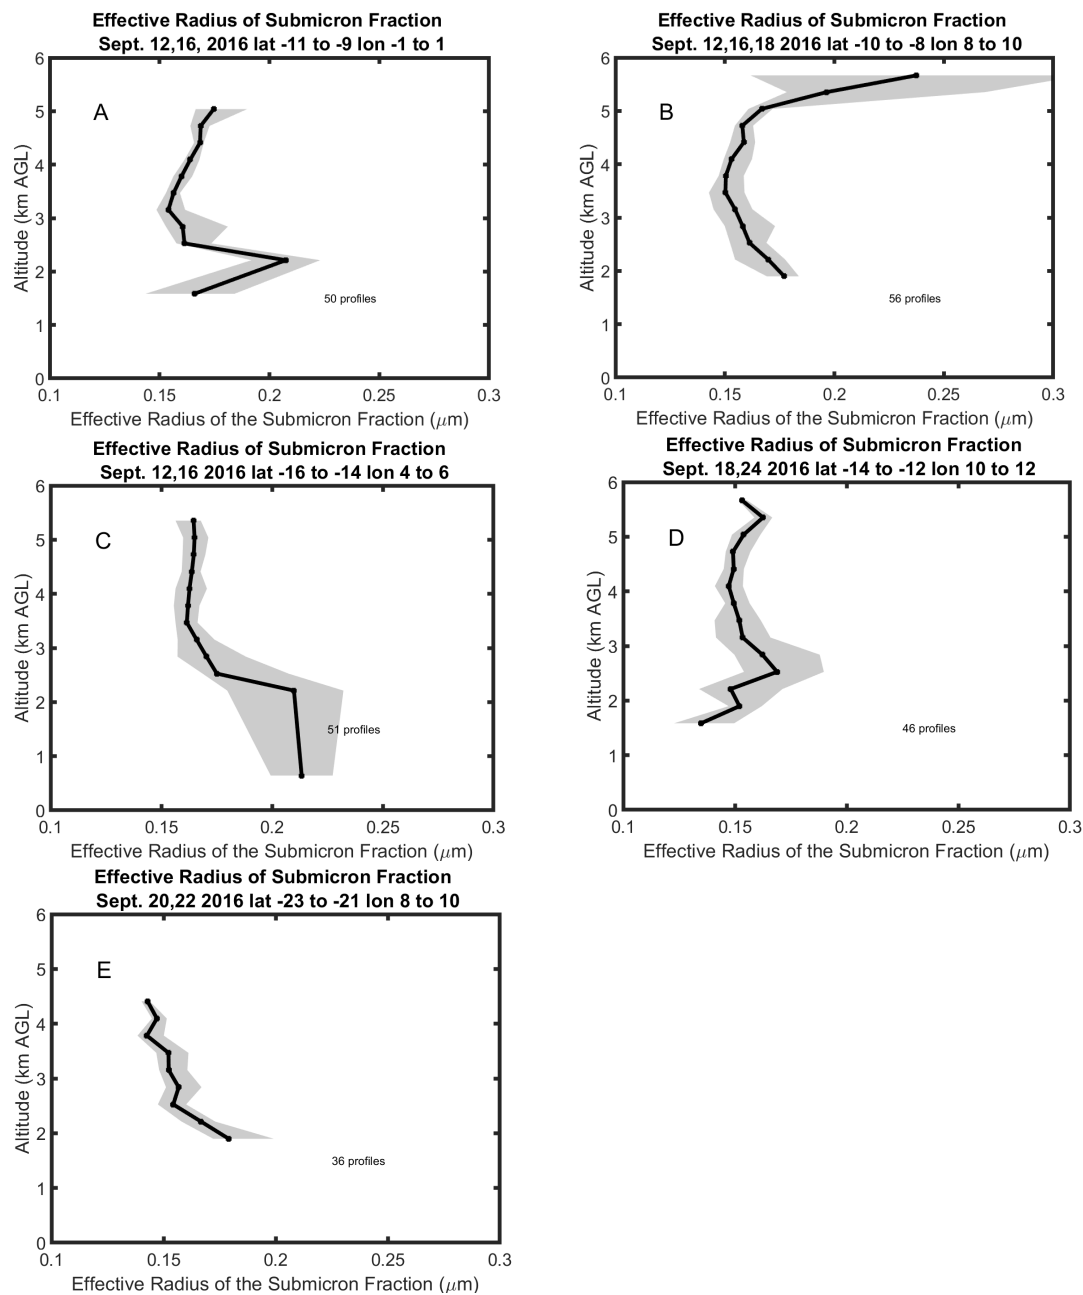 Effective Radius of Submicron Fraction
Sept. 12,16, 2016 lat -11 to -9 lon -1 to 1
6
5
4
3
2
1
0
Altitude (km AGL)
A
50 profiles
0.1 0.15 0.2 0.25 0.3
Effective Radius of the Submicron Fraction (μm)
Effective Radius of Submicron Fraction
Sept. 12,16,18 2016 lat -10 to -8 lon 8 to 10
6
5
4
3
2
1
0
Altitude (km AGL)
B
56 profiles
0.1 0.15 0.2 0.25 0.3
Effective Radius of the Submicron Fraction (μm)
Effective Radius of Submicron Fraction
Sept. 12,16 2016 lat -16 to -14 lon 4 to 6
6
5
4
3
2
1
0
Altitude (km AGL)
C
51 profiles
0.1 0.15 0.2 0.25 0.3
Effective Radius of the Submicron Fraction (μm)
Effective Radius of Submicron Fraction
Sept. 18,24 2016 lat -14 to -12 lon 10 to 12
6
5
4
3
2
1
0
Altitude (km AGL)
D
46 profiles
0.1 0.15 0.2 0.25 0.3
Effective Radius of the Submicron Fraction (μm)
Effective Radius of Submicron Fraction
Sept. 20,22 2016 lat -23 to -21 lon 8 to 10
6
5
4
3
2
1
0
Altitude (km AGL)
E
36 profiles
0.1 0.15 0.2 0.25 0.3
Effective Radius of the Submicron Fraction (μm)